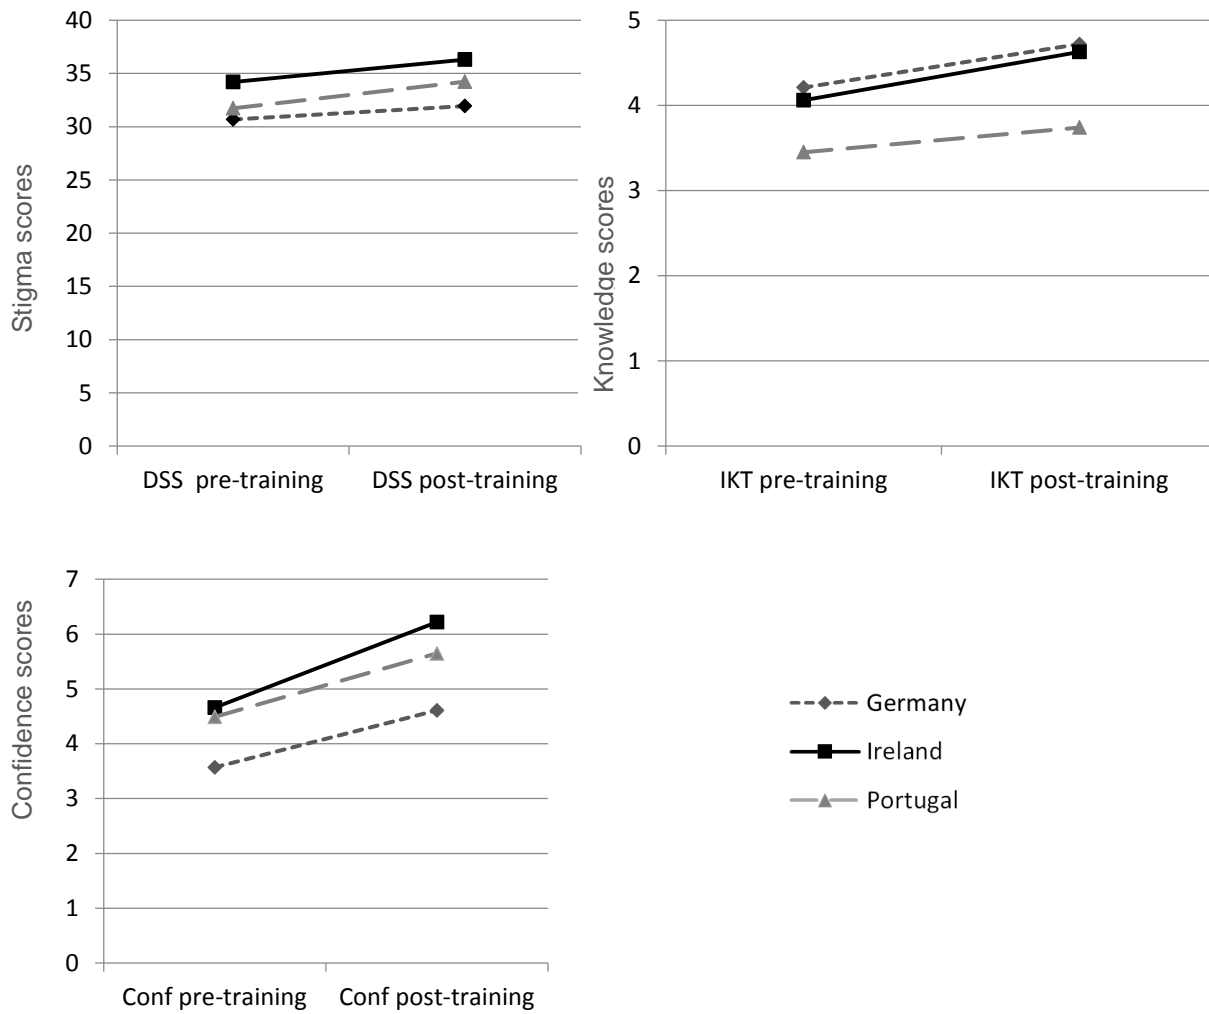 Stigma scores
40
35
30
25
20
15
10
5
0
DSS pre-training
DSS post-training
Knowledge scores
5
4
3
2
1
0
IKT pre-training
IKT post-training
Confidence scores
7
6
5
4
3
2
1
0
Conf pre-training
Conf post-training
Germany
Ireland
Portugal